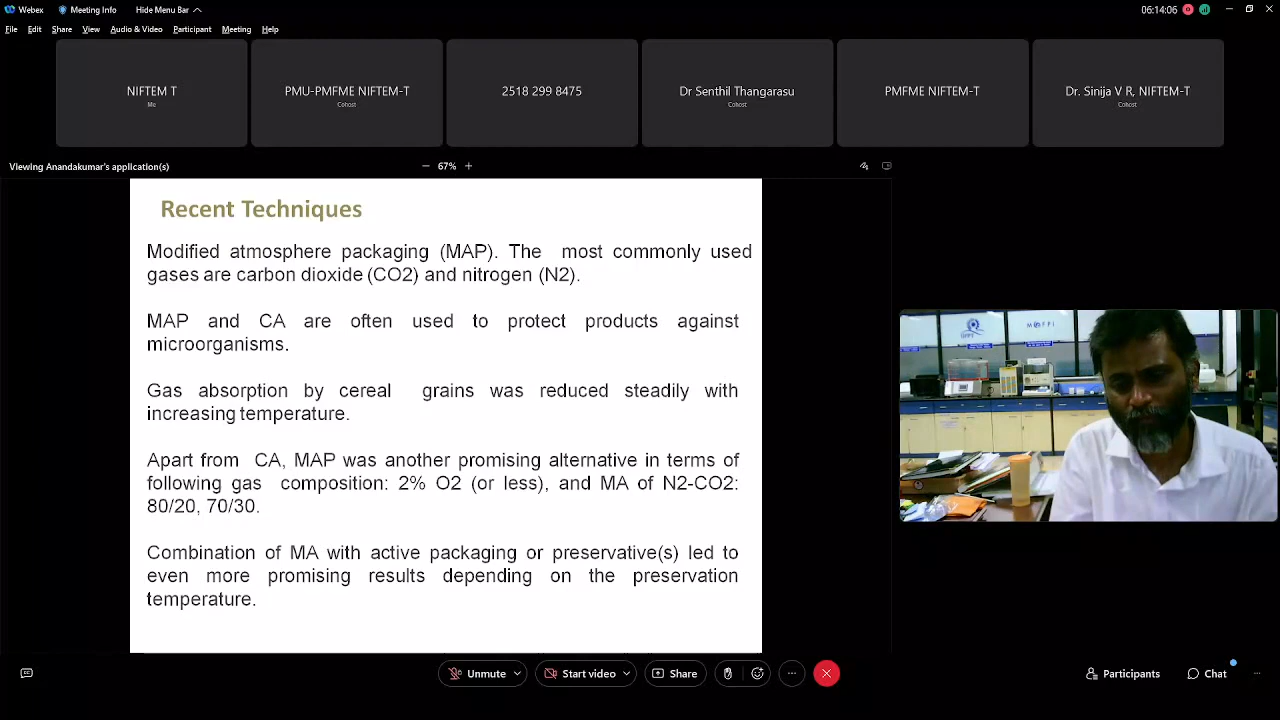 Webex
Meeting Info
Hide Menu Bar
06:14:06
File Edit Share View Audio & Video Participant Meeting Help
NIFTEM T
Me
PMU-PMFME NIFTEM-T
Cohost
2518 299 8475
Dr Senthil Thangarasu
Cohost
PMFME NIFTEM-T
Dr. Sinija V R, NIFTEM-T
Cohost
Viewing Anandakumar's application(s)
67%
Recent Techniques
Modified atmosphere packaging (MAP). The most commonly used
gases are carbon dioxide (CO2) and nitrogen (N2).
MAP and CA are often used to protect products against
microorganisms.
Gas absorption by cereal grains was reduced steadily with
increasing temperature.
Apart from CA, MAP was another promising alternative in terms of
following gas composition: 2% O2 (or less), and MA of N2-CO2:
80/20, 70/30.
Combination of MA with active packaging or preservative(s) led to
even more promising results depending on the preservation
temperature.
Unmute
Start video
Share
Participants
Chat